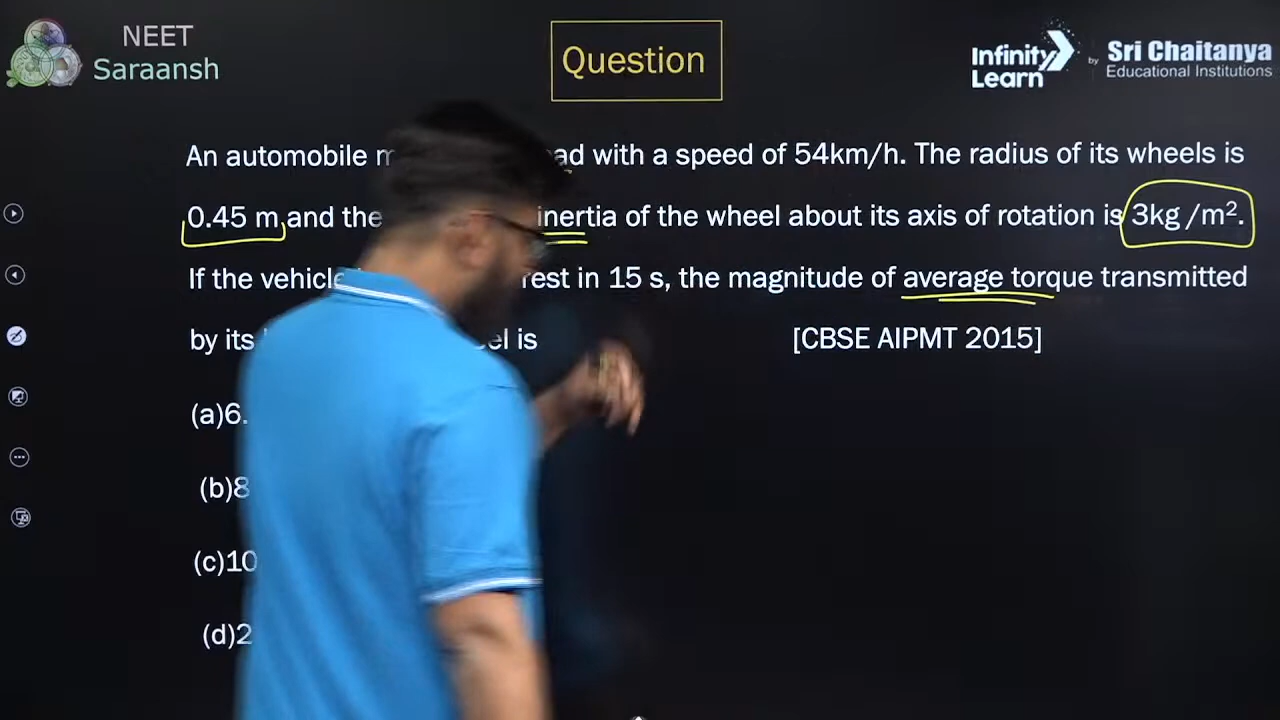 NEET
Saraansh
Question
Infinity
Learn
by
Sri Chaitanya
Educational Institutions
An automobile with a speed of 54km/h. The radius of its wheels is
0.45 m and the inertia of the wheel about its axis of rotation is 3kg /m².
If the vehicle rest in 15 s, the magnitude of average torque transmitted
by its is [CBSE AIPMT 2015]
(a)6.
(b)8
(c)10
(d)2